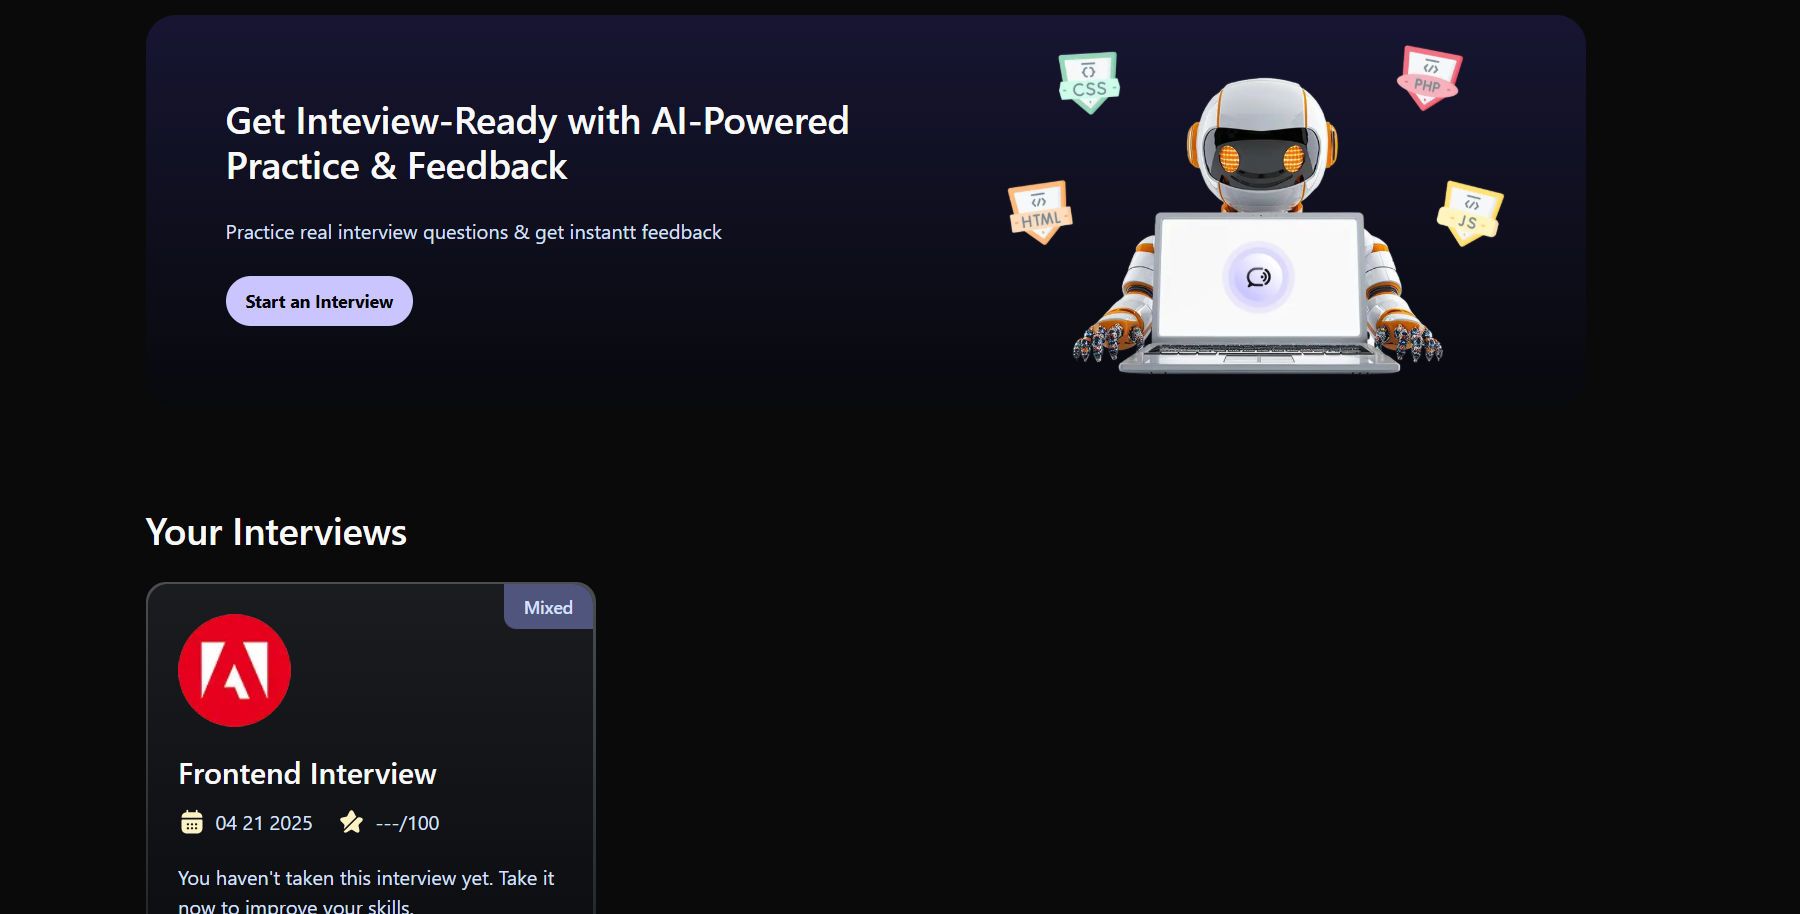 Get Inteview-Ready with AI-Powered
Practice & Feedback
Practice real interview questions & get instantt feedback
Start an Interview
CSS
PHP
HTML
JS
Your Interviews
Mixed
Frontend Interview
04 21 2025
---/100
You haven't taken this interview yet. Take it
now to improve your skills.